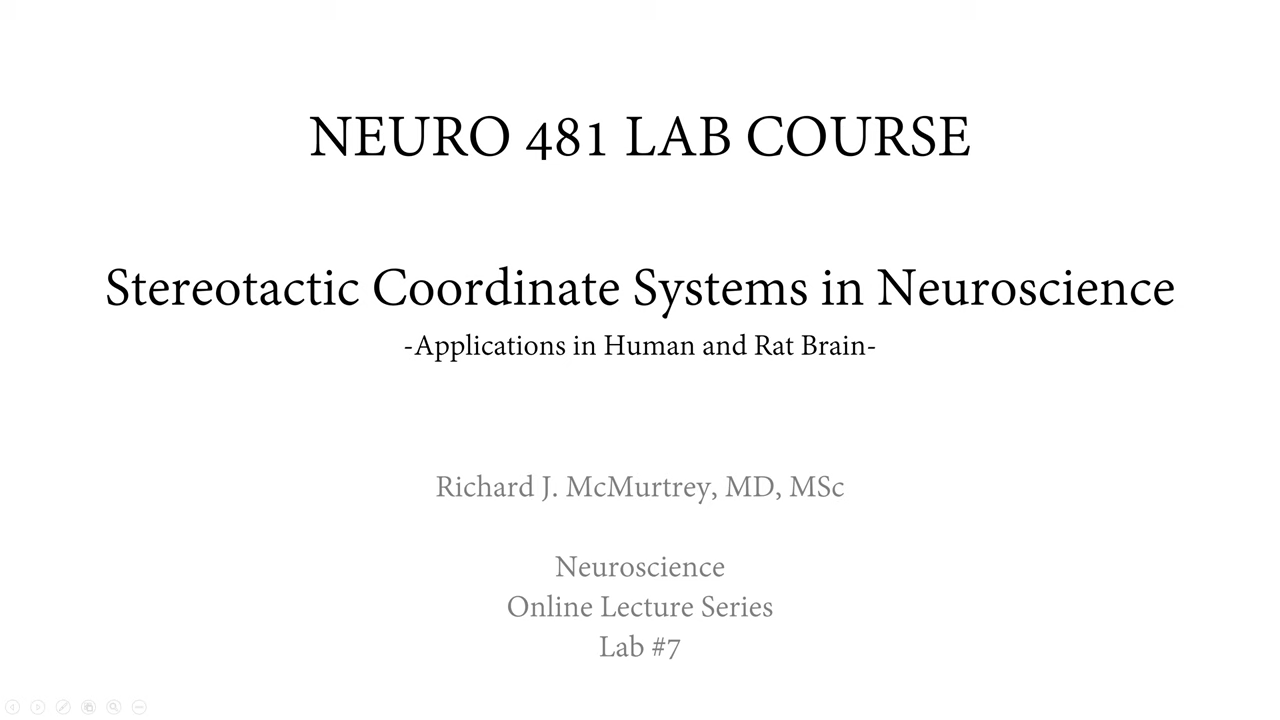 NEURO 481 LAB COURSE
Stereotactic Coordinate Systems in Neuroscience
-Applications in Human and Rat Brain-
Richard J. McMurtrey, MD, MSc
Neuroscience
Online Lecture Series
Lab #7